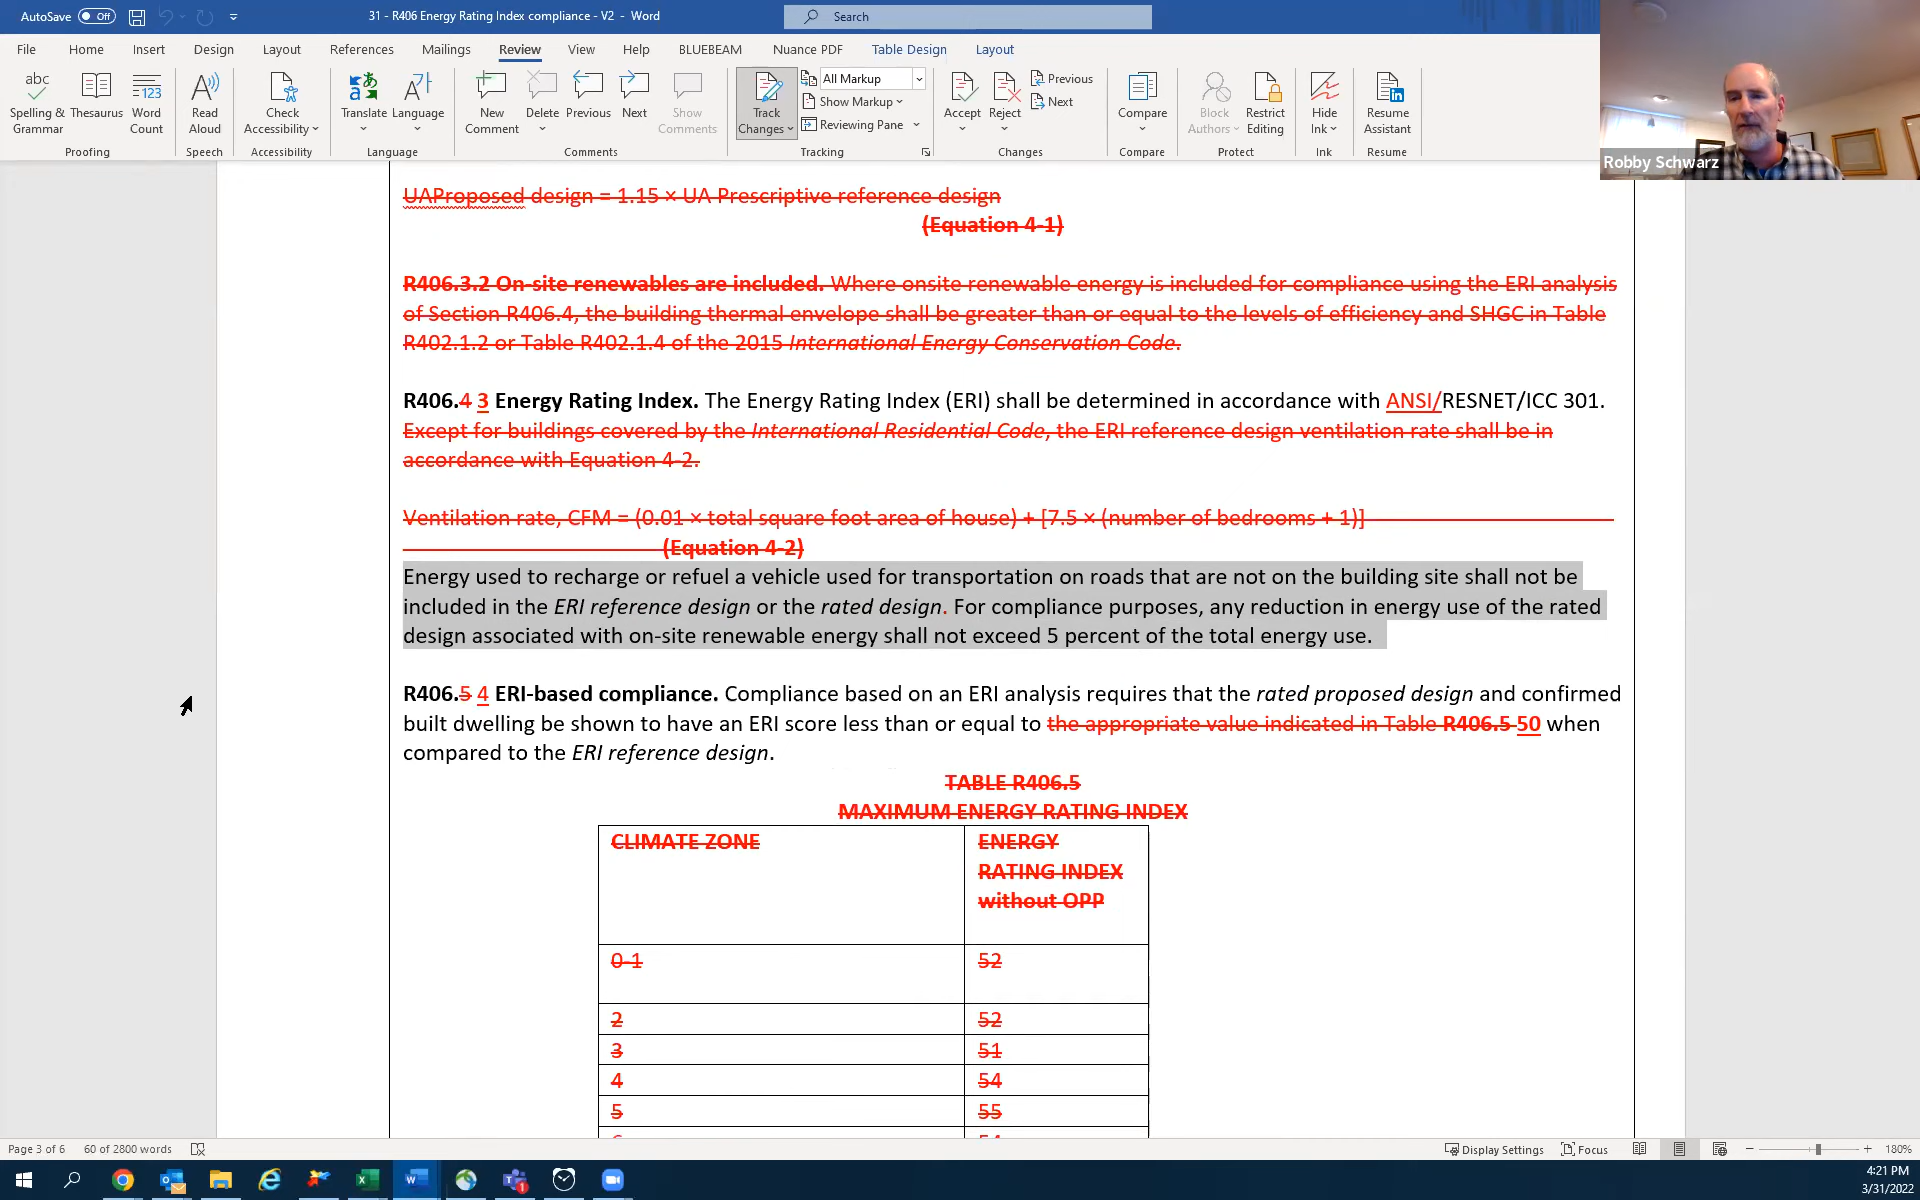 AutoSave Off
31 - R406 Energy Rating Index compliance - V2 - Word
Search
File Home Insert Design Layout References Mailings Review View Help BLUEBEAM Nuance PDF Table Design Layout
abc
Spelling &
Grammar
Thesaurus
123
Word
Count
Proofing
Read
Aloud
Speech
Check
Accessibility
Accessibility
Translate
Language
Language
New
Comment
Delete
Previous
Next
Show
Comments
Comments
Track
Changes
All Markup
Show Markup
Reviewing Pane
Tracking
Accept
Reject
Previous
Next
Changes
Compare
Compare
Block
Authors
Restrict
Editing
Protect
Hide
Ink
Ink
Resume
Assistant
Resume
Robby Schwarz
UAProposed design = 1.15 × UA Prescriptive reference design
(Equation 4-1)
R406.3.2 On-site renewables are included. Where onsite renewable energy is included for compliance using the ERI analysis
of Section R406.4, the building thermal envelope shall be greater than or equal to the levels of efficiency and SHGC in Table
R402.1.2 or Table R402.1.4 of the 2015 International Energy Conservation Code.
R406.4 3 Energy Rating Index. The Energy Rating Index (ERI) shall be determined in accordance with ANSI/RESNET/ICC 301.
Except for buildings covered by the International Residential Code, the ERI reference design ventilation rate shall be in
accordance with Equation 4-2.
Ventilation rate, CFM = (0.01 × total square foot area of house) + [7.5 × (number of bedrooms + 1)]
(Equation 4-2)
Energy used to recharge or refuel a vehicle used for transportation on roads that are not on the building site shall not be
included in the ERI reference design or the rated design. For compliance purposes, any reduction in energy use of the rated
design associated with on-site renewable energy shall not exceed 5 percent of the total energy use.
R406.5 4 ERI-based compliance. Compliance based on an ERI analysis requires that the rated proposed design and confirmed
built dwelling be shown to have an ERI score less than or equal to the appropriate value indicated in Table R406.5 50 when
compared to the ERI reference design.
TABLE R406.5
MAXIMUM ENERGY RATING INDEX
CLIMATE ZONE
ENERGY
RATING INDEX
without OPP
0-1 52
2 52
3 51
4 54
5 55
Page 3 of 6 60 of 2800 words
Display Settings Focus 180%
4:21 PM
3/31/2022